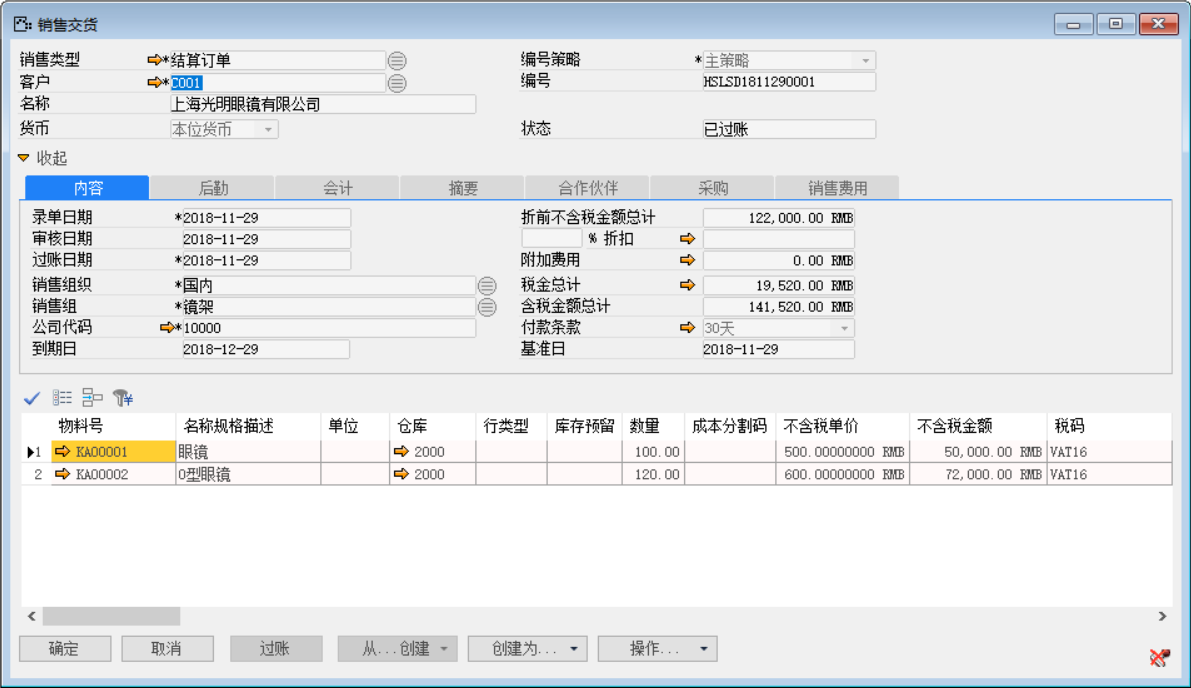 销售交货
销售类型 *结算订单 编号策略 *主策略
客户 *C001 编号 HSLSD1811290001
名称 上海光明眼镜有限公司
货币 本位货币 状态 已过账
收起
内容 后勤 会计 摘要 合作伙伴 采购 销售费用
录单日期 *2018-11-29 折前不含税金额总计 122,000.00 RMB
审核日期 2018-11-29 % 折扣
过账日期 *2018-11-29 附加费用 0.00 RMB
销售组织 *国内 税金总计 19,520.00 RMB
销售组 *镜架 含税金额总计 141,520.00 RMB
公司代码 *10000 付款条款 30天
到期日 2018-12-29 基准日 2018-11-29
物料号 名称规格描述 单位 仓库 行类型 库存预留 数量 成本分割码 不含税单价 不含税金额 税码
1 KA00001 眼镜 2000 100.00 500.00000000 RMB 50,000.00 RMB VAT16
2 KA00002 O型眼镜 2000 120.00 600.00000000 RMB 72,000.00 RMB VAT16
确定 取消 过账 从...创建 创建为... 操作...